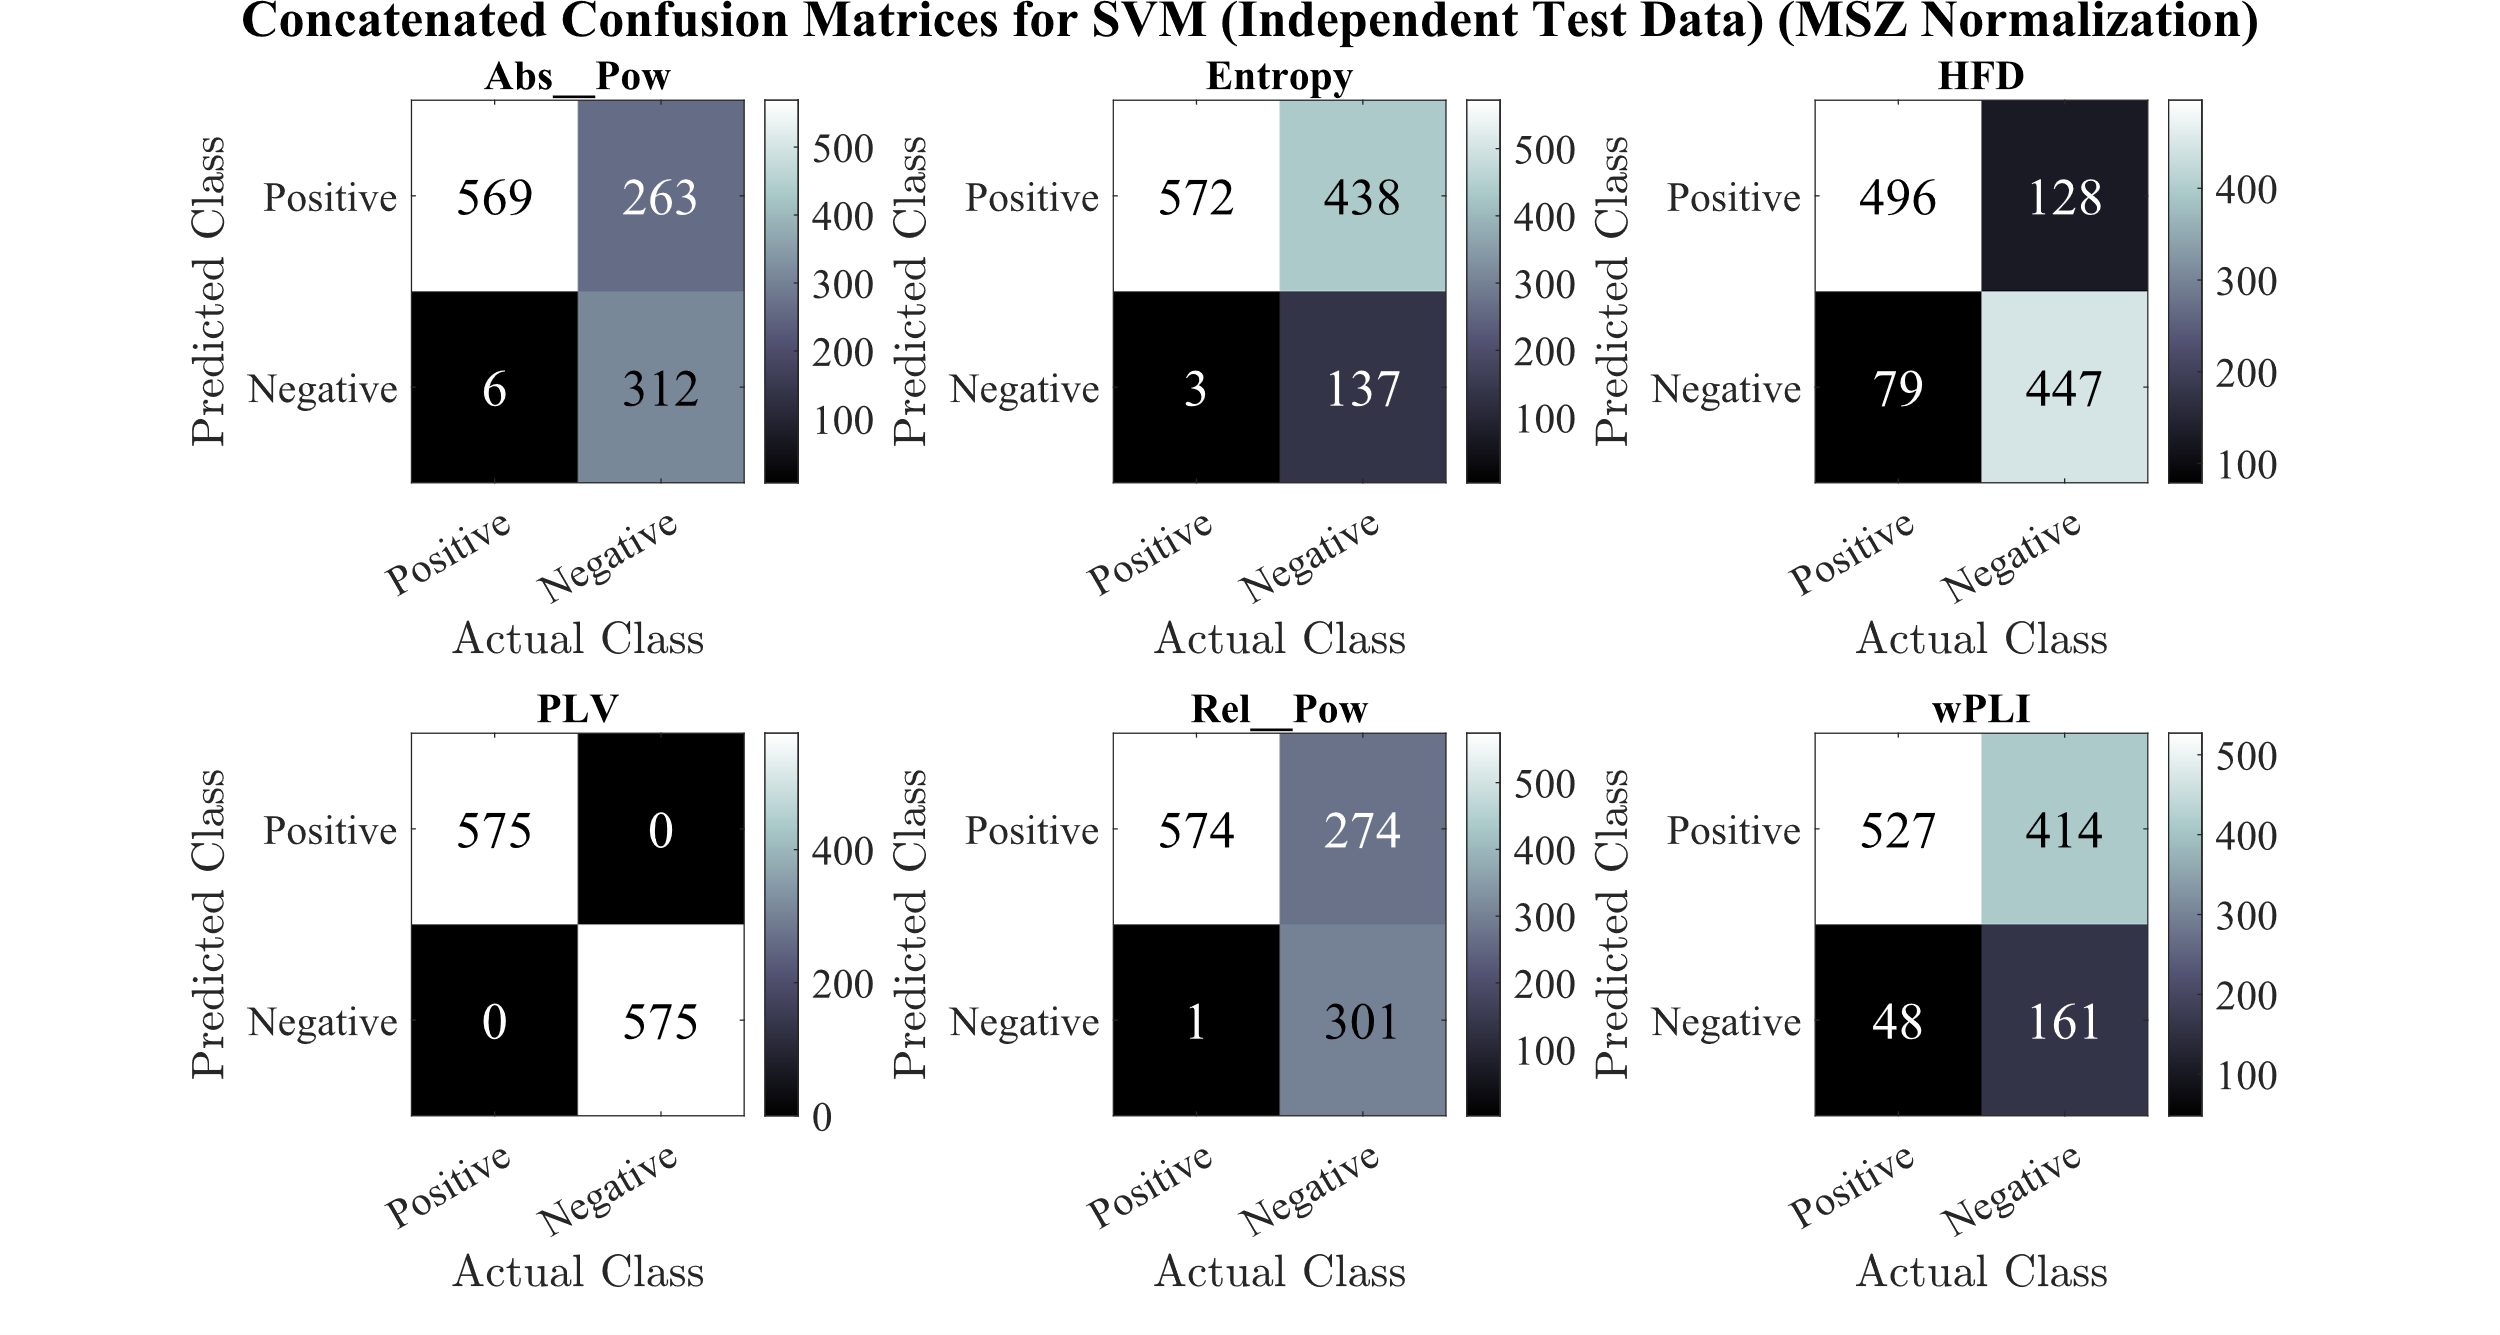 Concatenated Confusion Matrices for SVM (Independent Test Data) (MSZ Normalization)
Abs__Pow
Predicted Class
Positive
Negative
569
263
6
312
500
400
300
200
100
Positive
Negative
Actual Class
Entropy
Predicted Class
Positive
Negative
572
438
3
137
500
400
300
200
100
Positive
Negative
Actual Class
HFD
Predicted Class
Positive
Negative
496
128
79
447
400
300
200
100
Positive
Negative
Actual Class
PLV
Predicted Class
Positive
Negative
575
0
0
575
400
200
0
Positive
Negative
Actual Class
Rel__Pow
Predicted Class
Positive
Negative
574
274
1
301
500
400
300
200
100
Positive
Negative
Actual Class
wPLI
Predicted Class
Positive
Negative
527
414
48
161
500
400
300
200
100
Positive
Negative
Actual Class